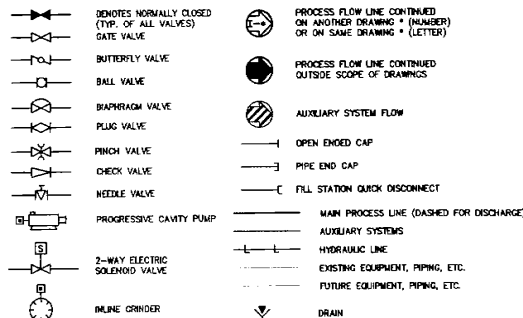 DENOTES NORMALLY CLOSED
(TYP. OF ALL VALVES)
GATE VALVE
BUTTERFLY VALVE
BALL VALVE
DIAPHRAGM VALVE
PLUG VALVE
PINCH VALVE
CHECK VALVE
NEEDLE VALVE
PROGRESSIVE CAVITY PUMP
S
2-WAY ELECTRIC
SOLENOID VALVE
INLINE GRINDER
PROCESS FLOW LINE CONTINUED
ON ANOTHER DRAWING * (NUMBER)
OR ON SAME DRAWING * (LETTER)
PROCESS FLOW LINE CONTINUED
OUTSIDE SCOPE OF DRAWINGS
AUXILIARY SYSTEM FLOW
OPEN ENDED CAP
PIPE END CAP
FILL STATION QUICK DISCONNECT
MAIN PROCESS LINE (DASHED FOR DISCHARGE)
AUXILIARY SYSTEMS
HYDRAULIC LINE
EXISTING EQUIPMENT, PIPING, ETC.
FUTURE EQUIPMENT, PIPING, ETC.
DRAIN